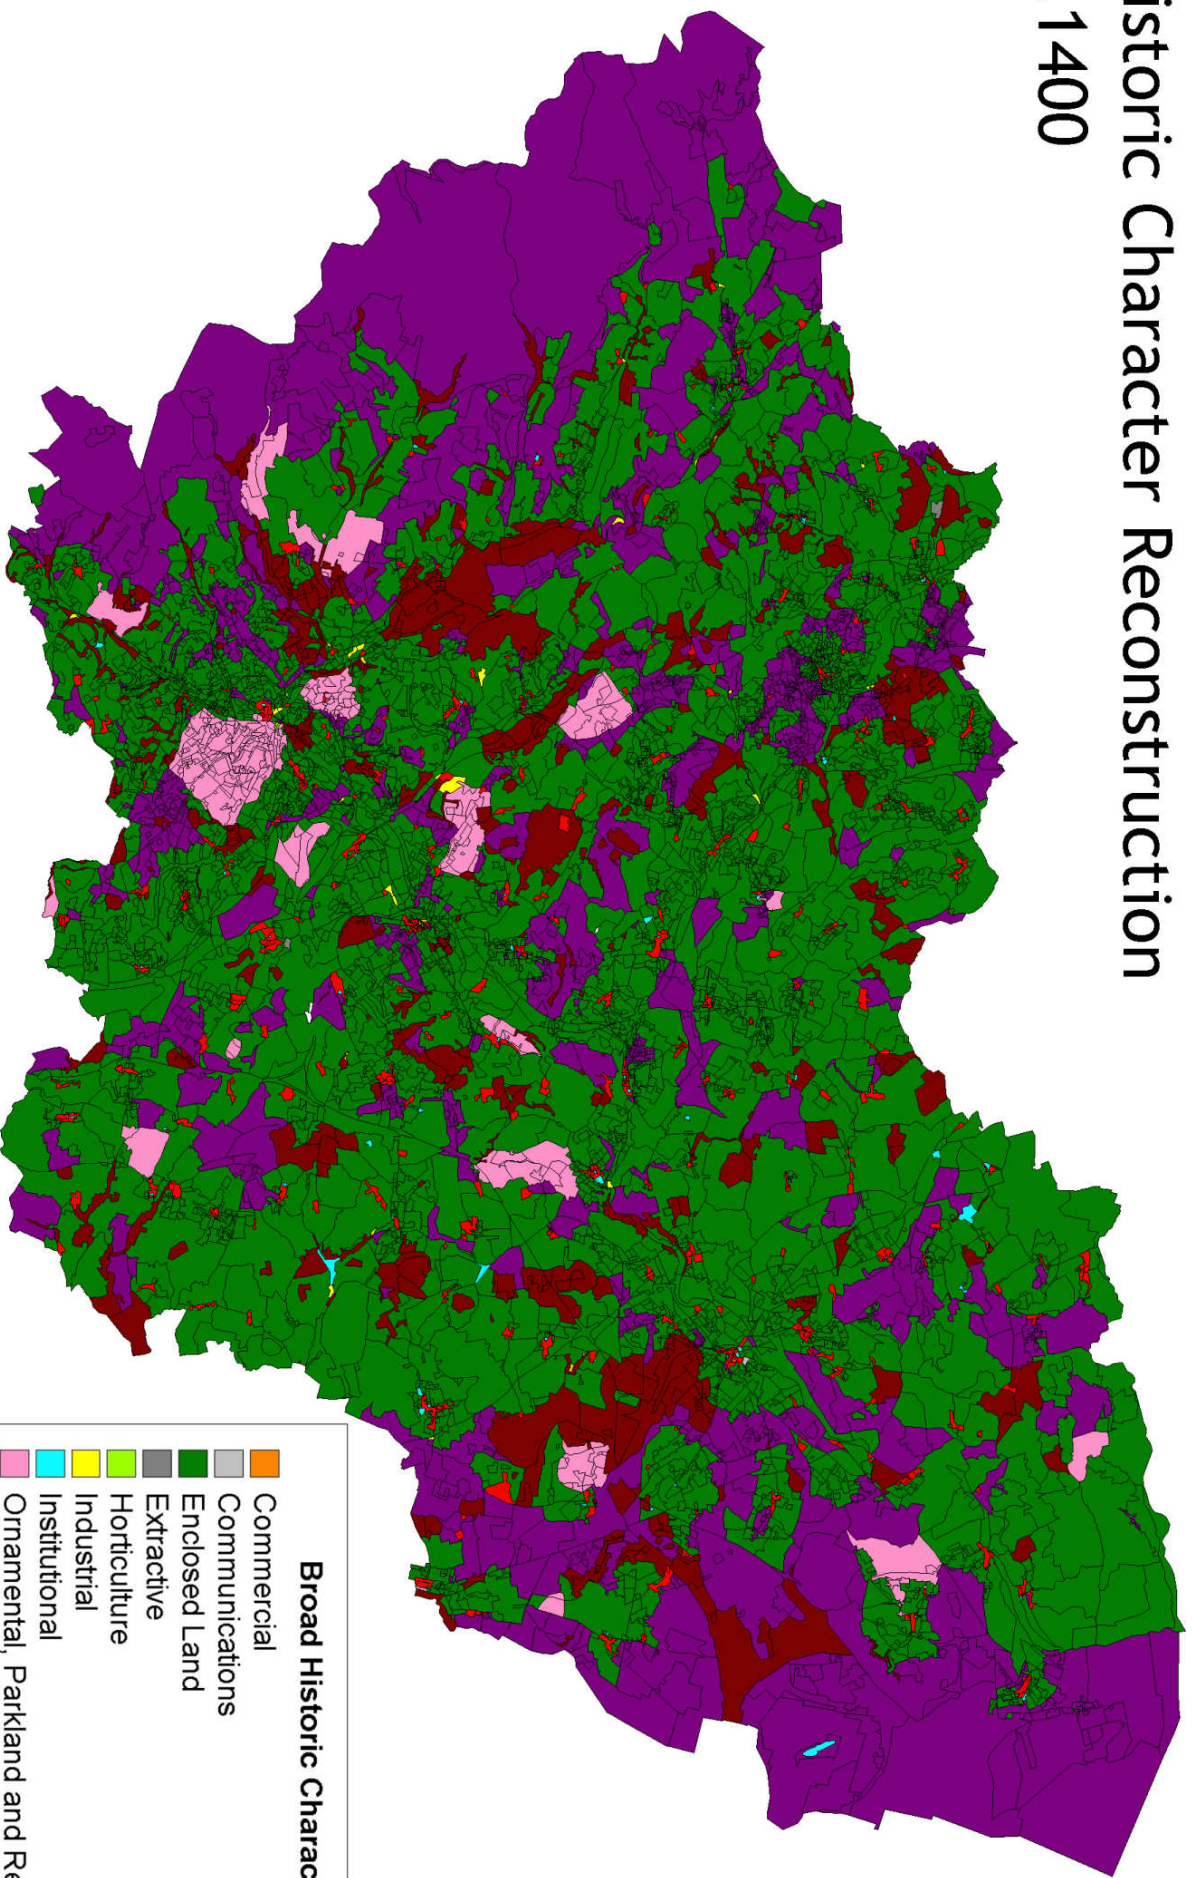 istoric Character Reconstruction
1400
Broad Historic Charac
Commercial
Communications
Enclosed Land
Extractive
Horticulture
Industrial
Institutional
Ornamental, Parkland and Re